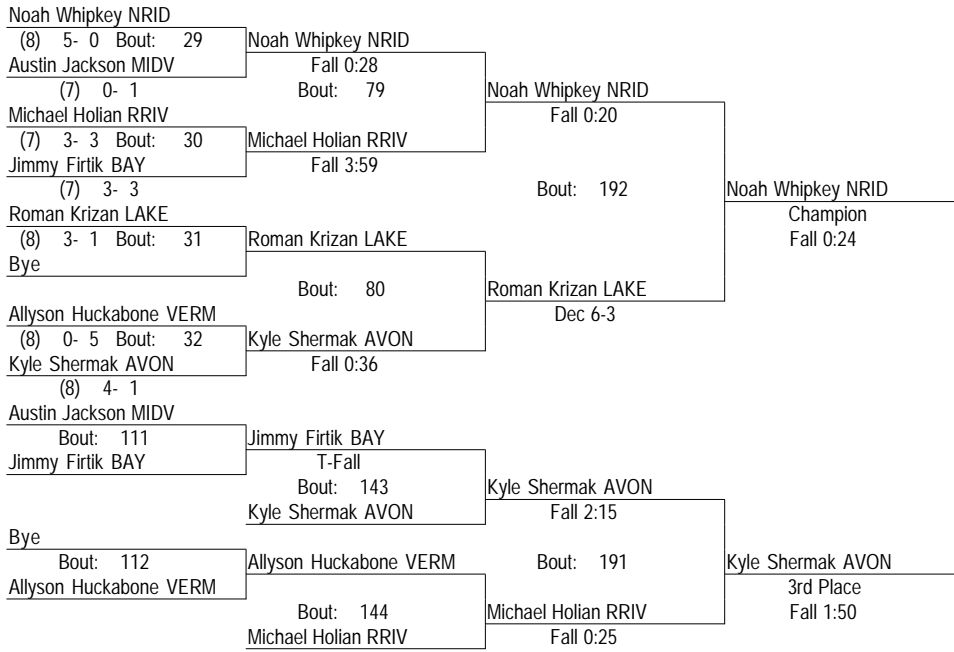 Noah Whipkey NRID
(8) 5- 0 Bout: 29 Noah Whipkey NRID
Austin Jackson MIDV Fall 0:28
(7) 0- 1 Bout: 79 Noah Whipkey NRID
Michael Holian RRIV Fall 0:20
(7) 3- 3 Bout: 30 Michael Holian RRIV
Jimmy Firtik BAY Fall 3:59
(7) 3- 3 Bout: 192 Noah Whipkey NRID
Roman Krizan LAKE Champion
(8) 3- 1 Bout: 31 Roman Krizan LAKE Fall 0:24
Bye
Bout: 80 Roman Krizan LAKE
Allyson Huckabone VERM Dec 6-3
(8) 0- 5 Bout: 32 Kyle Shermak AVON
Kyle Shermak AVON Fall 0:36
(8) 4- 1
Austin Jackson MIDV
Bout: 111 Jimmy Firtik BAY
Jimmy Firtik BAY T-Fall
Bout: 143 Kyle Shermak AVON
Kyle Shermak AVON Fall 2:15
Bye
Bout: 112 Allyson Huckabone VERM Bout: 191 Kyle Shermak AVON
Allyson Huckabone VERM 3rd Place
Bout: 144 Michael Holian RRIV Fall 1:50
Michael Holian RRIV Fall 0:25